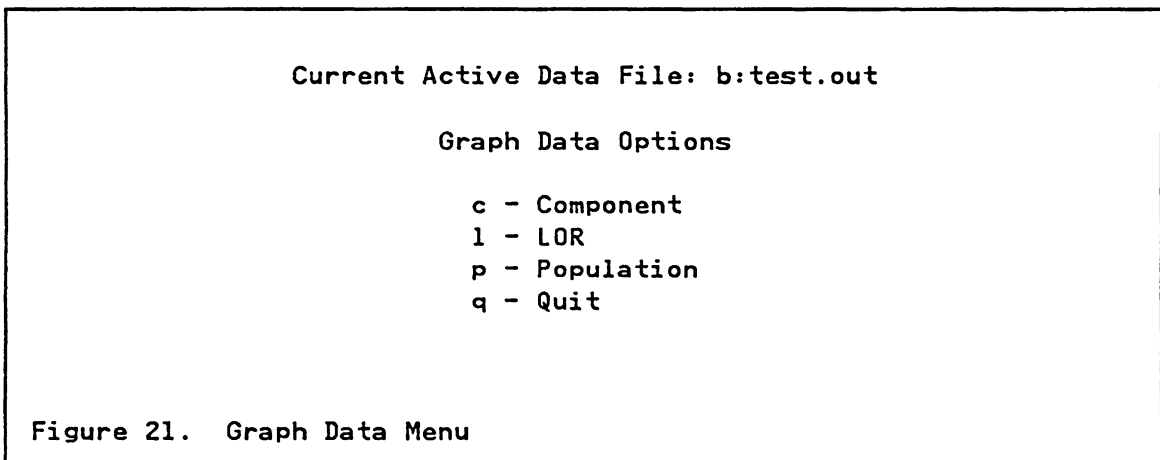 Current Active Data File: b:test.out
Graph Data Options
c - Component
l - LOR
p - Population
q - Quit
Figure 21. Graph Data Menu